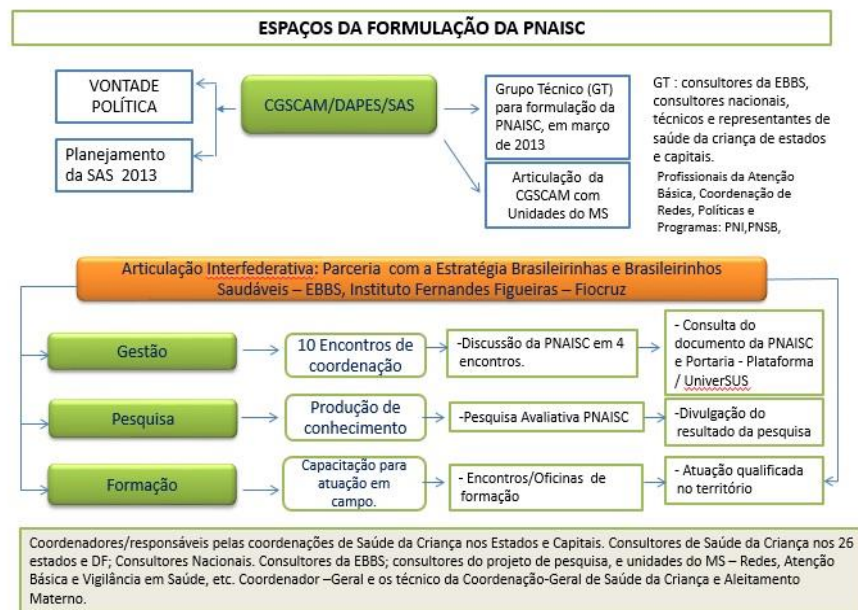 ESPAÇOS DA FORMULAÇÃO DA PNAISC
VONTADE
POLÍTICA
Planejamento
da SAS 2013
CGSCAM/DAPES/SAS
Grupo Técnico (GT)
para formulação da
PNAISC, em março
de 2013
Articulação da
CGSCAM com
Unidades do MS
GT : consultores da EBBS,
consultores nacionais,
técnicos e representantes de
saúde da criança de estados
e capitais.
Profissionais da Atenção
Básica, Coordenação de
Redes, Políticas e
Programas: PNI,PNSB,
Articulação Interfederativa: Parceria com a Estratégia Brasileirinhas e Brasileirinhos
Saudáveis – EBBS, Instituto Fernandes Figueiras – Fiocruz
Gestão
10 Encontros de
coordenação
-Discussão da PNAISC em 4
encontros.
- Consulta do
documento da PNAISC
e Portaria - Plataforma
/ UniverSUS
Pesquisa
Produção de
conhecimento
-Pesquisa Avaliativa PNAISC
-Divulgação do
resultado da pesquisa
Formação
Capacitação para
atuação em
campo.
- Encontros/Oficinas de
formação
- Atuação qualificada
no território
Coordenadores/responsáveis pelas coordenações de Saúde da Criança nos Estados e Capitais. Consultores de Saúde da Criança nos 26
estados e DF; Consultores Nacionais. Consultores da EBBS; consultores do projeto de pesquisa, e unidades do MS – Redes, Atenção
Básica e Vigilância em Saúde, etc. Coordenador –Geral e os técnico da Coordenação-Geral de Saúde da Criança e Aleitamento
Materno.